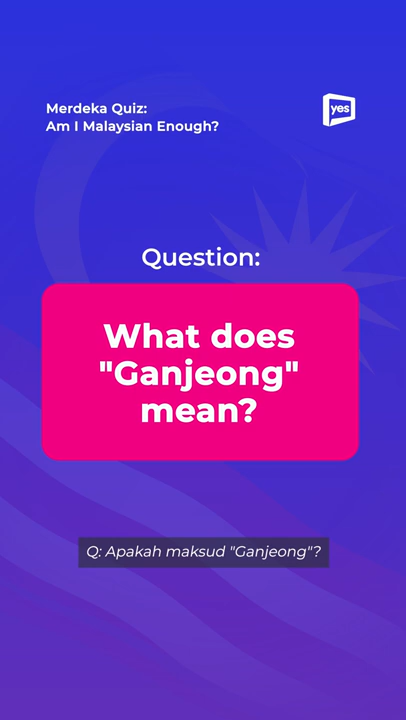 Merdeka Quiz:
Am I Malaysian Enough?
yes
Question:
What does
"Ganjeong"
mean?
Q: Apakah maksud "Ganjeong"?